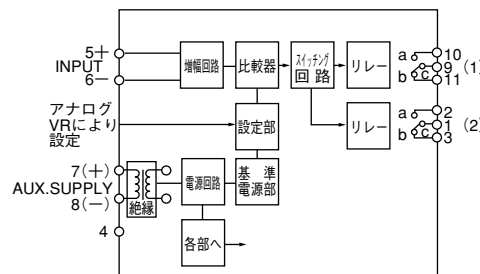 5＋
INPUT
6－
増幅回路
比較器
スイッチング
回路
リレー
a
b
c
10
9 (1)
11
アナログ
VRにより
設定
設定部
リレー
a
b
c
2
1 (2)
3
7(＋)
AUX.SUPPLY
8(－)
絶縁
電源回路
基準
電源部
4
各部へ